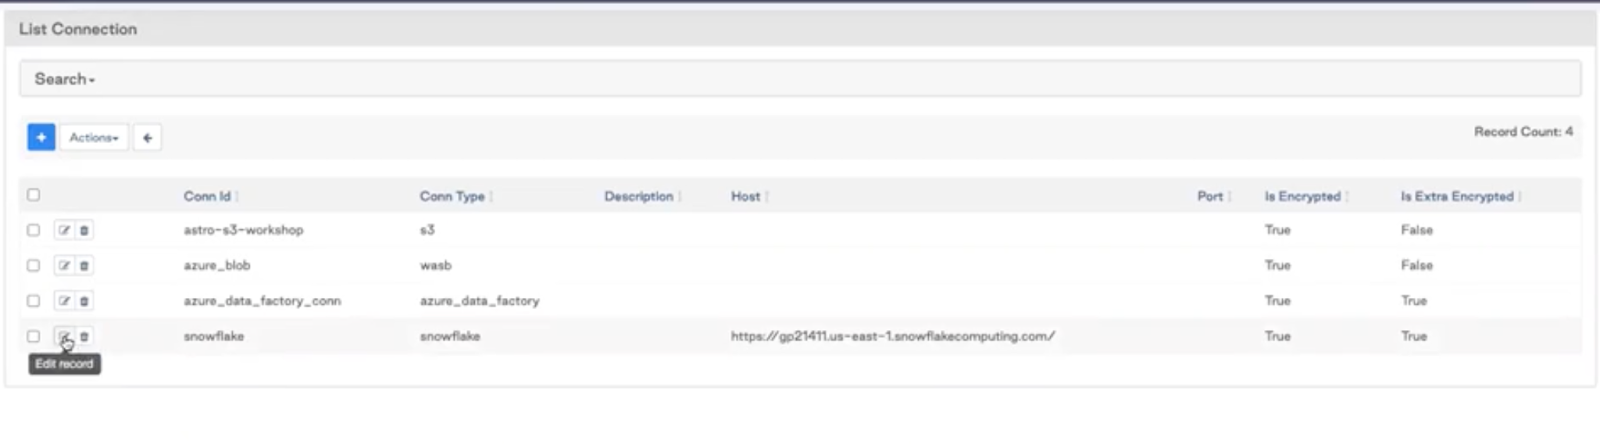 List Connection
Search
Actions
Record Count: 4
Conn Id Conn Type Description Host Port Is Encrypted Is Extra Encrypted
astro-s3-workshop s3 True False
azure_blob wasb True False
azure_data_factory_conn azure_data_factory True True
snowflake snowflake https://gp21411.us-east-1.snowflakecomputing.com/ True True
Edit record